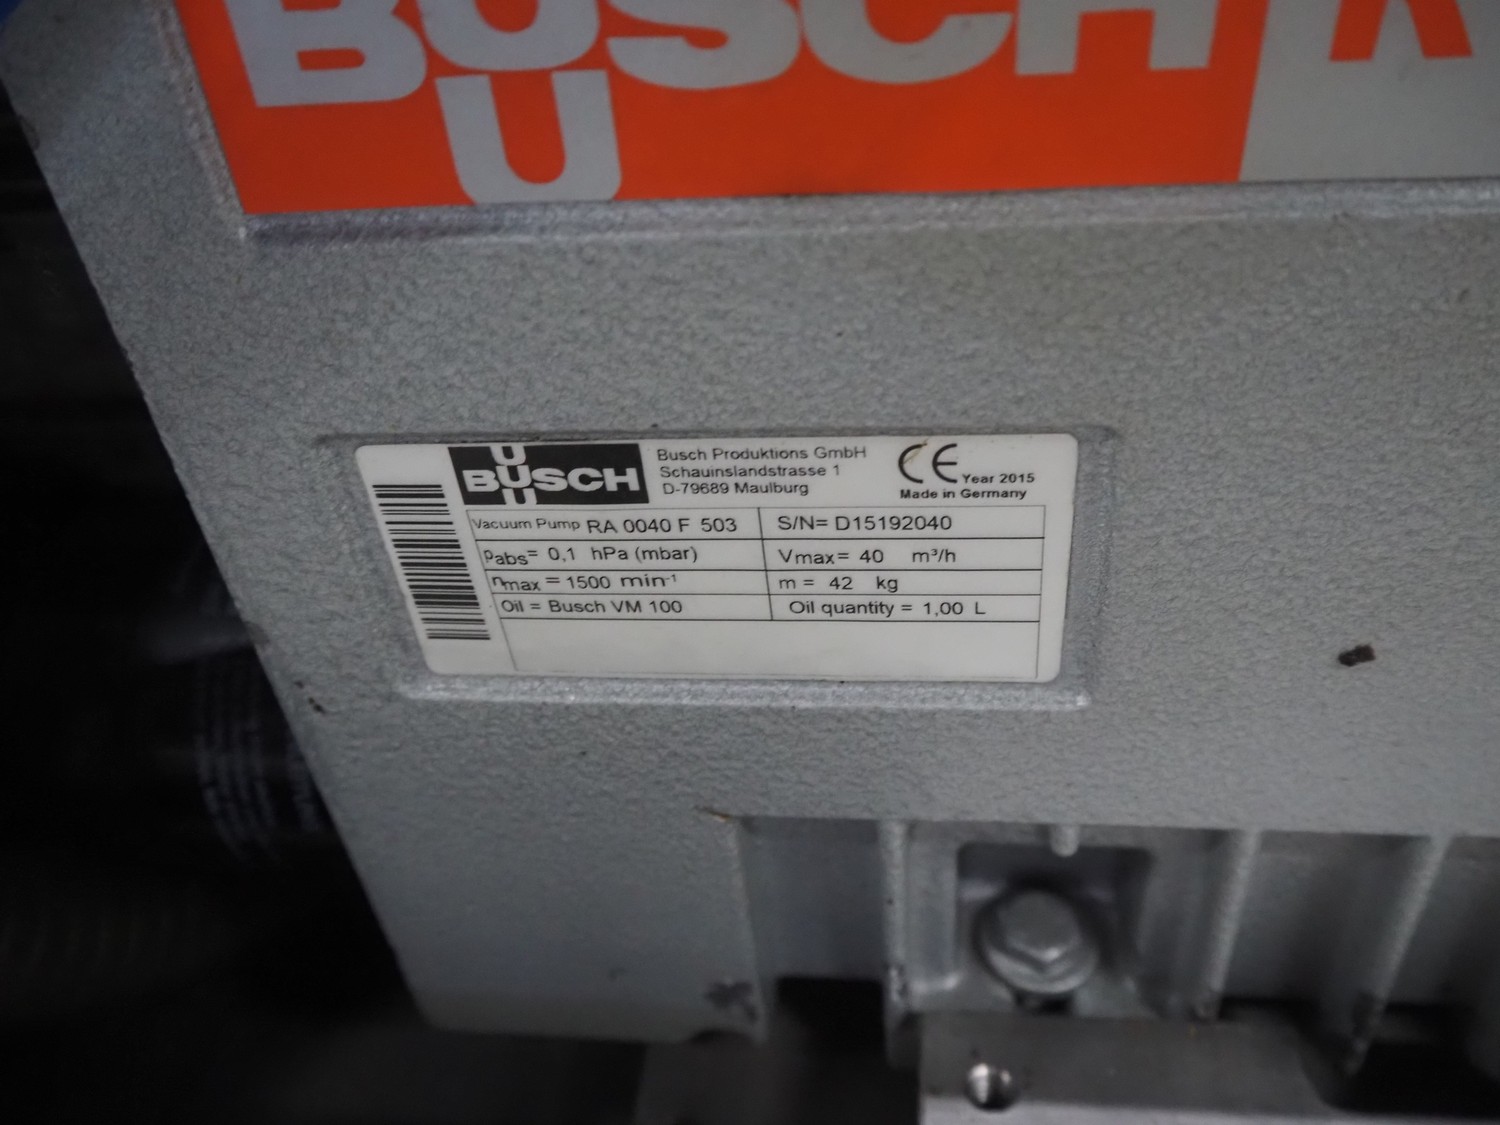 BUSCH
U
R
U
BUSCH
U
Busch Produktions GmbH
Schauinslandstrasse 1
D-79689 Maulburg
CE Year 2015
Made in Germany
Vacuum Pump RA 0040 F 503 S/N= D15192040
Pabs= 0,1 hPa (mbar) Vmax= 40 m³/h
nmax = 1500 min-1 m = 42 kg
Oil = Busch VM 100 Oil quantity = 1,00 L